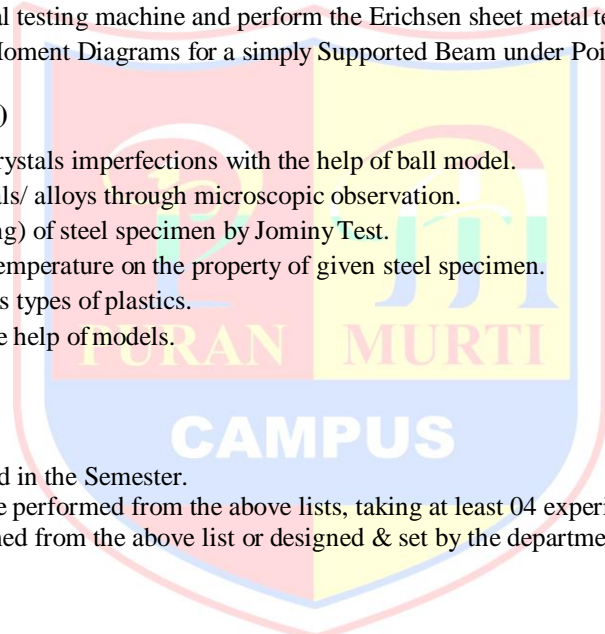 al testing machine and perform the Erichsen sheet metal te
Moment Diagrams for a simply Supported Beam under Poi
)
rystals imperfections with the help of ball model.
als/ alloys through microscopic observation.
ng) of steel specimen by Jominy Test.
emperature on the property of given steel specimen.
s types of plastics.
e help of models.
PURAN MURTI
CAMPUS
d in the Semester.
e performed from the above lists, taking at least 04 experi
ned from the above list or designed & set by the departme